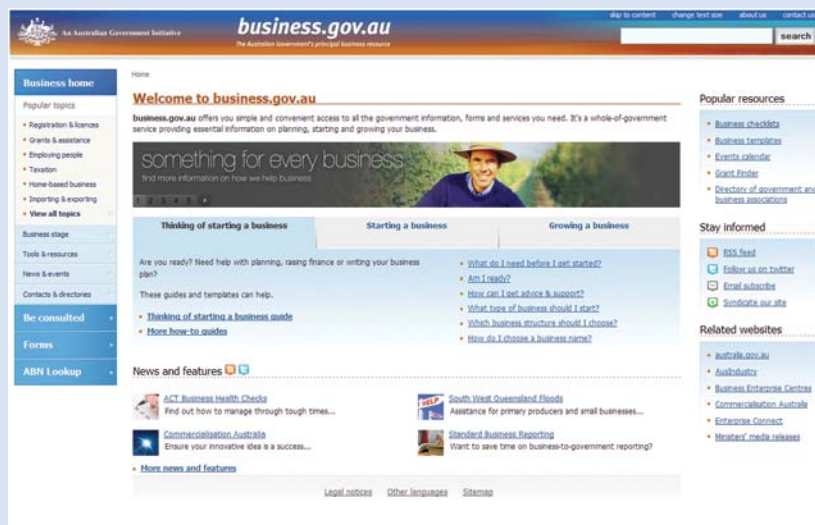 skip to content change text size about us contact us
An Australian Government Initiative
business.gov.au
The Australian Government's principal business resource
search
Business home
Popular topics
Registration & licences
Grants & assistance
Employing people
Taxation
Home-based business
Importing & exporting
View all topics
Business stage
Tools & resources
News & events
Contacts & directories
Be consulted
Forms
ABN Lookup
Home
Welcome to business.gov.au
business.gov.au offers you simple and convenient access to all the government information, forms and services you need. It's a whole-of-government
service providing essential information on planning, starting and growing your business.
something for every business
find more information on how we help business
1 2 3 4 5
Thinking of starting a business Starting a business Growing a business
Are you ready? Need help with planning, raising finance or writing your business
plan?
These guides and templates can help.
Thinking of starting a business guide
More how-to guides
What do I need before I get started?
Am I ready?
How can I get advice & support?
What type of business should I start?
Which business structure should I choose?
How do I choose a business name?
News and features
ACT Business Health Checks
Find out how to manage through tough times...
HELP
South West Queensland Floods
Assistance for primary producers and small businesses...
Commercialisation Australia
Ensure your innovative idea is a success...
Standard Business Reporting
Want to save time on business-to-government reporting?
More news and features
Legal notices Other languages Sitemap
Popular resources
Business checklists
Business templates
Events calendar
Grant Finder
Directory of government and
business associations
Stay informed
RSS feed
Follow us on twitter
Email subscribe
Syndicate our site
Related websites
australia.gov.au
AusIndustry
Business Enterprise Centres
Commercialisation Australia
Enterprise Connect
Ministers' media releases